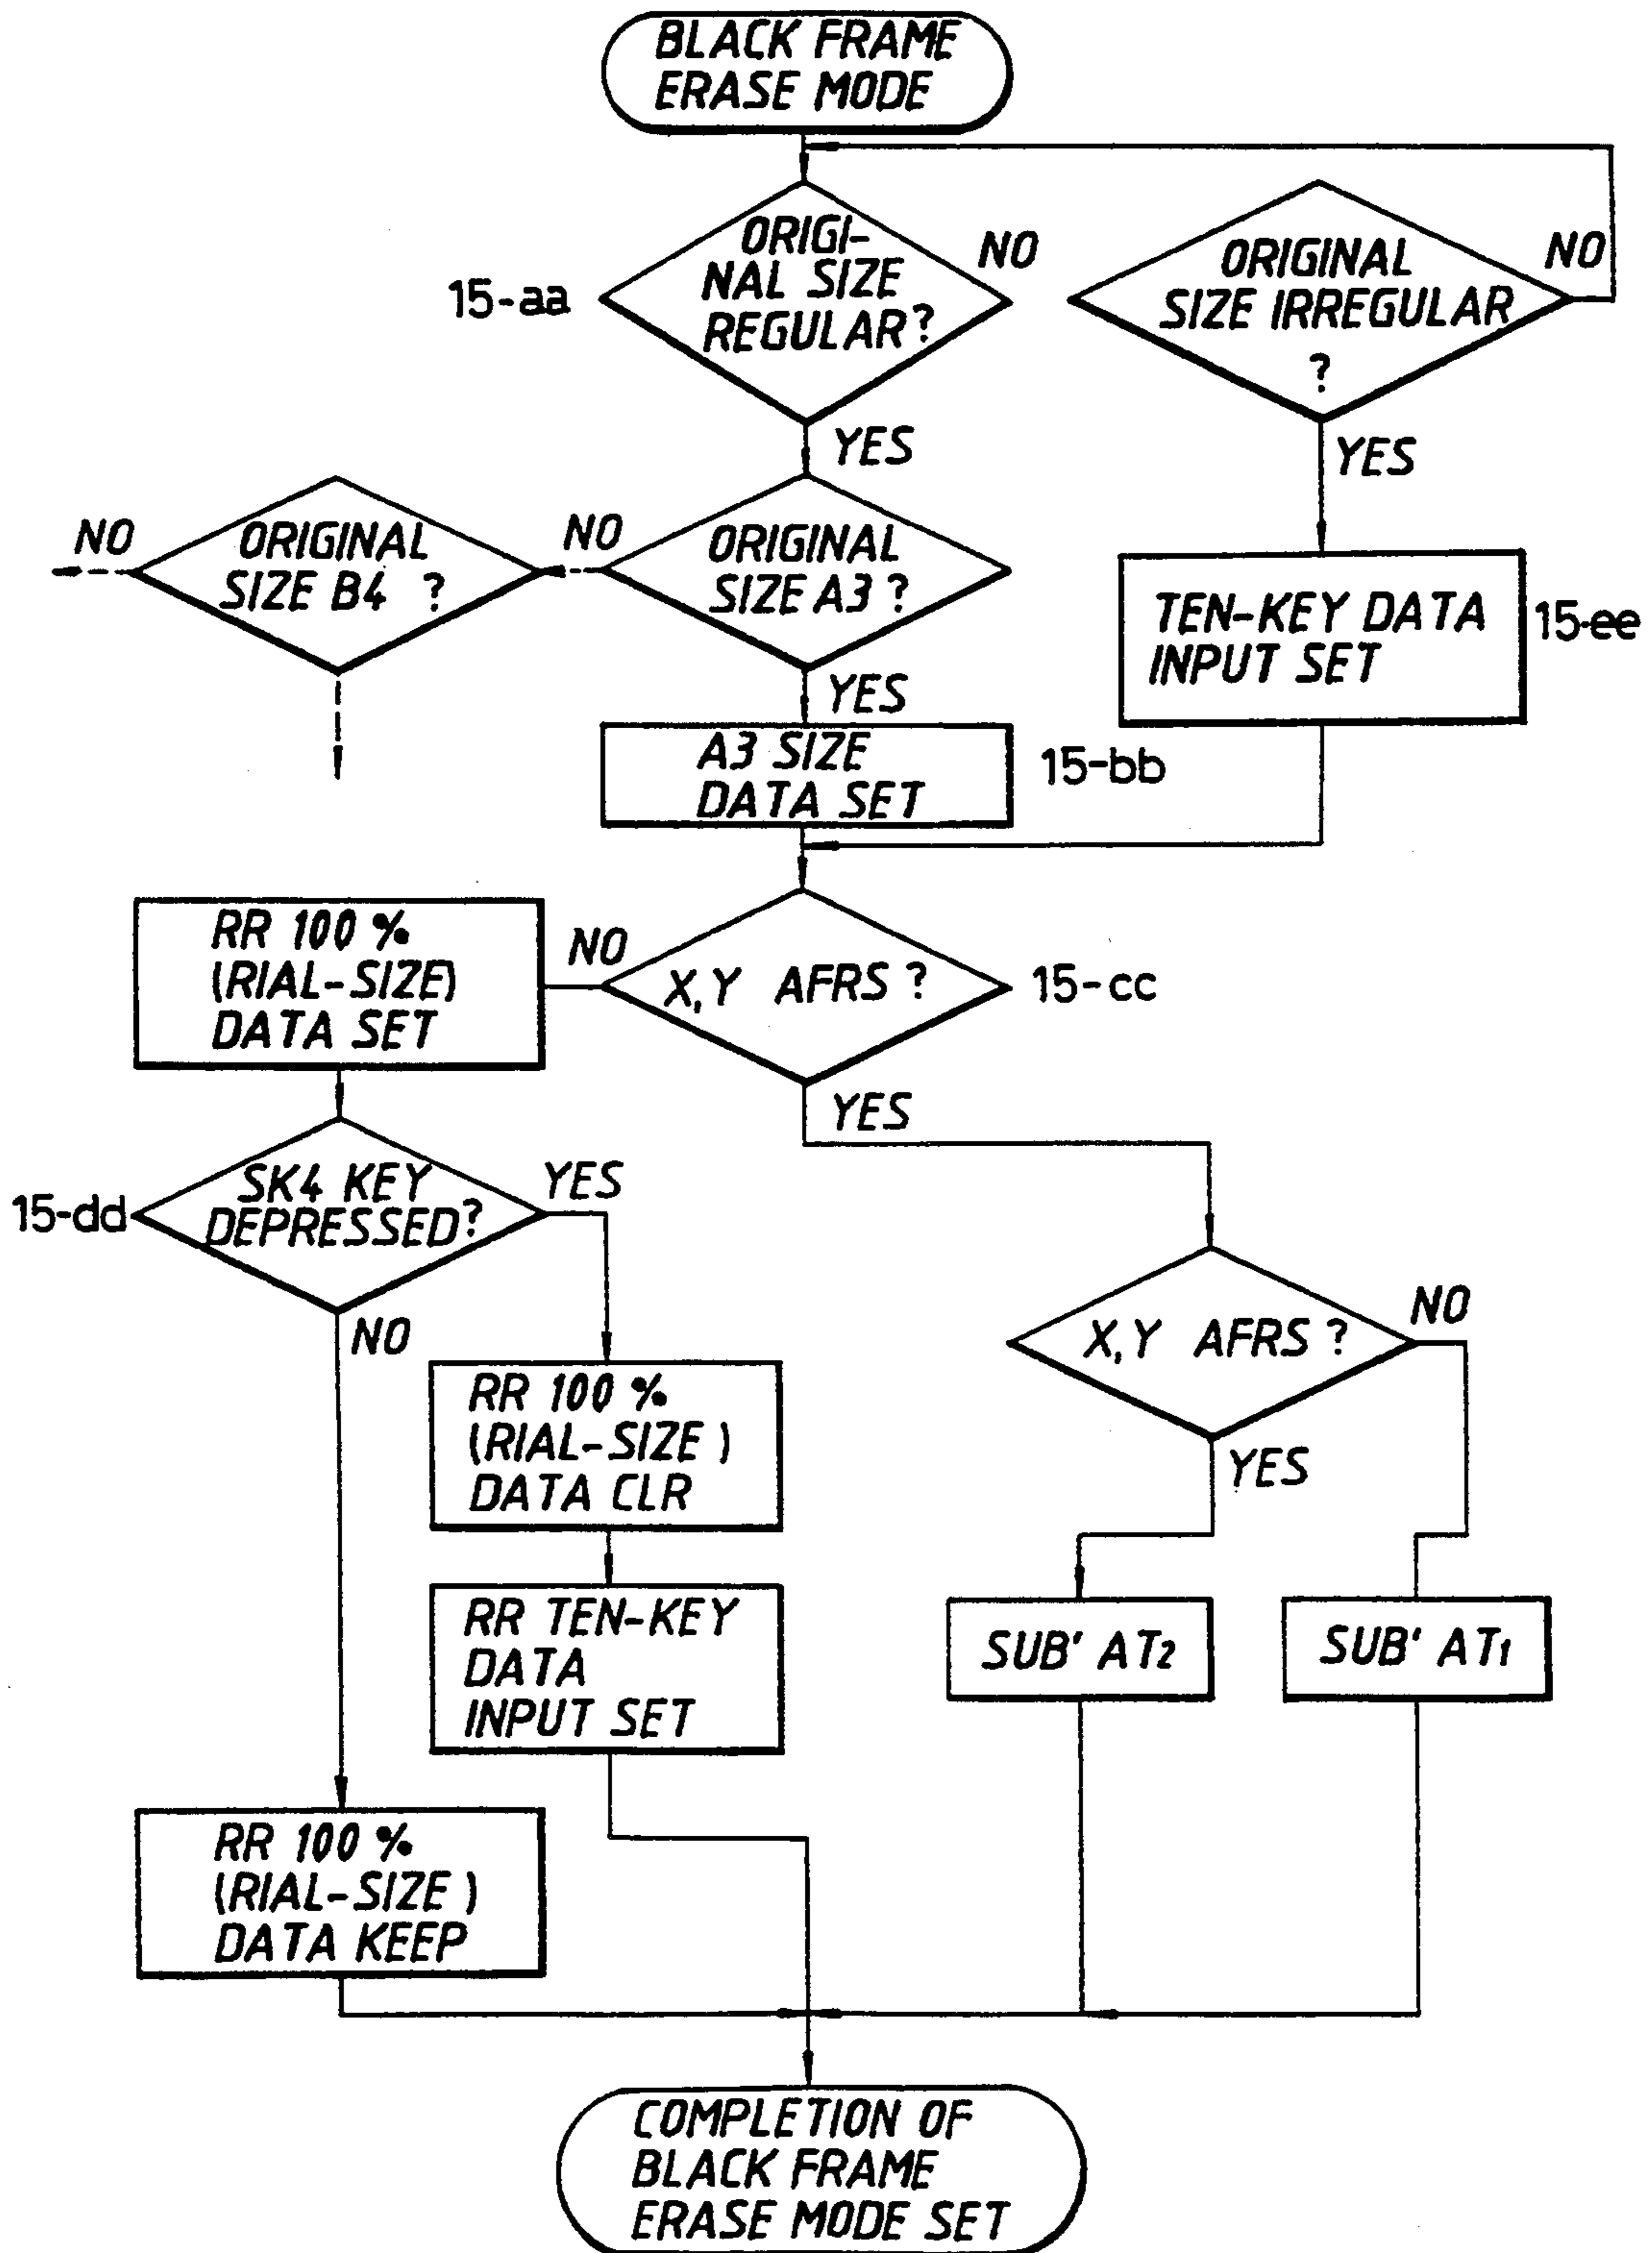 BLACK FRAME
ERASE MODE
15-aa
ORIGI-
NAL SIZE
REGULAR?
NO
ORIGINAL
SIZE IRREGULAR
?
NO
YES
YES
NO
ORIGINAL
SIZE B4 ?
NO
ORIGINAL
SIZE A3 ?
TEN-KEY DATA
INPUT SET
15-ee
YES
A3 SIZE
DATA SET
15-bb
RR 100 %
(RIAL-SIZE)
DATA SET
NO
X,Y AFRS ?
15-cc
YES
15-dd
SK4 KEY
DEPRESSED?
YES
NO
X,Y AFRS ?
NO
YES
RR 100 %
(RIAL-SIZE )
DATA CLR
RR TEN-KEY
DATA
INPUT SET
SUB' AT2
SUB' AT1
RR 100 %
(RIAL-SIZE )
DATA KEEP
COMPLETION OF
BLACK FRAME
ERASE MODE SET